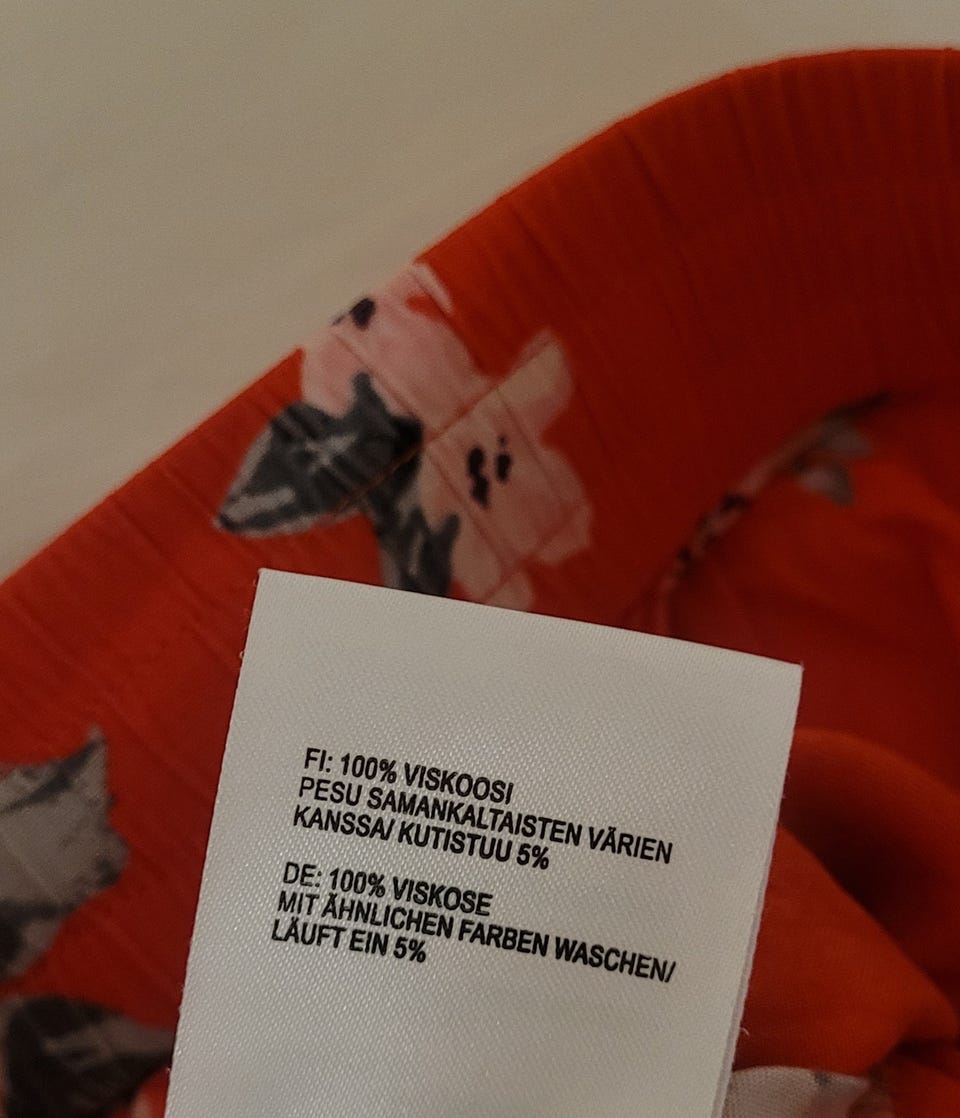 FI: 100% VISKOOSI
PESU SAMANKALTAISTEN VÄRIEN
KANSSA/ KUTISTUU 5%
DE: 100% VISKOSE
MIT ÄHNLICHEN FARBEN WASCHEN/
LÄUFT EIN 5%